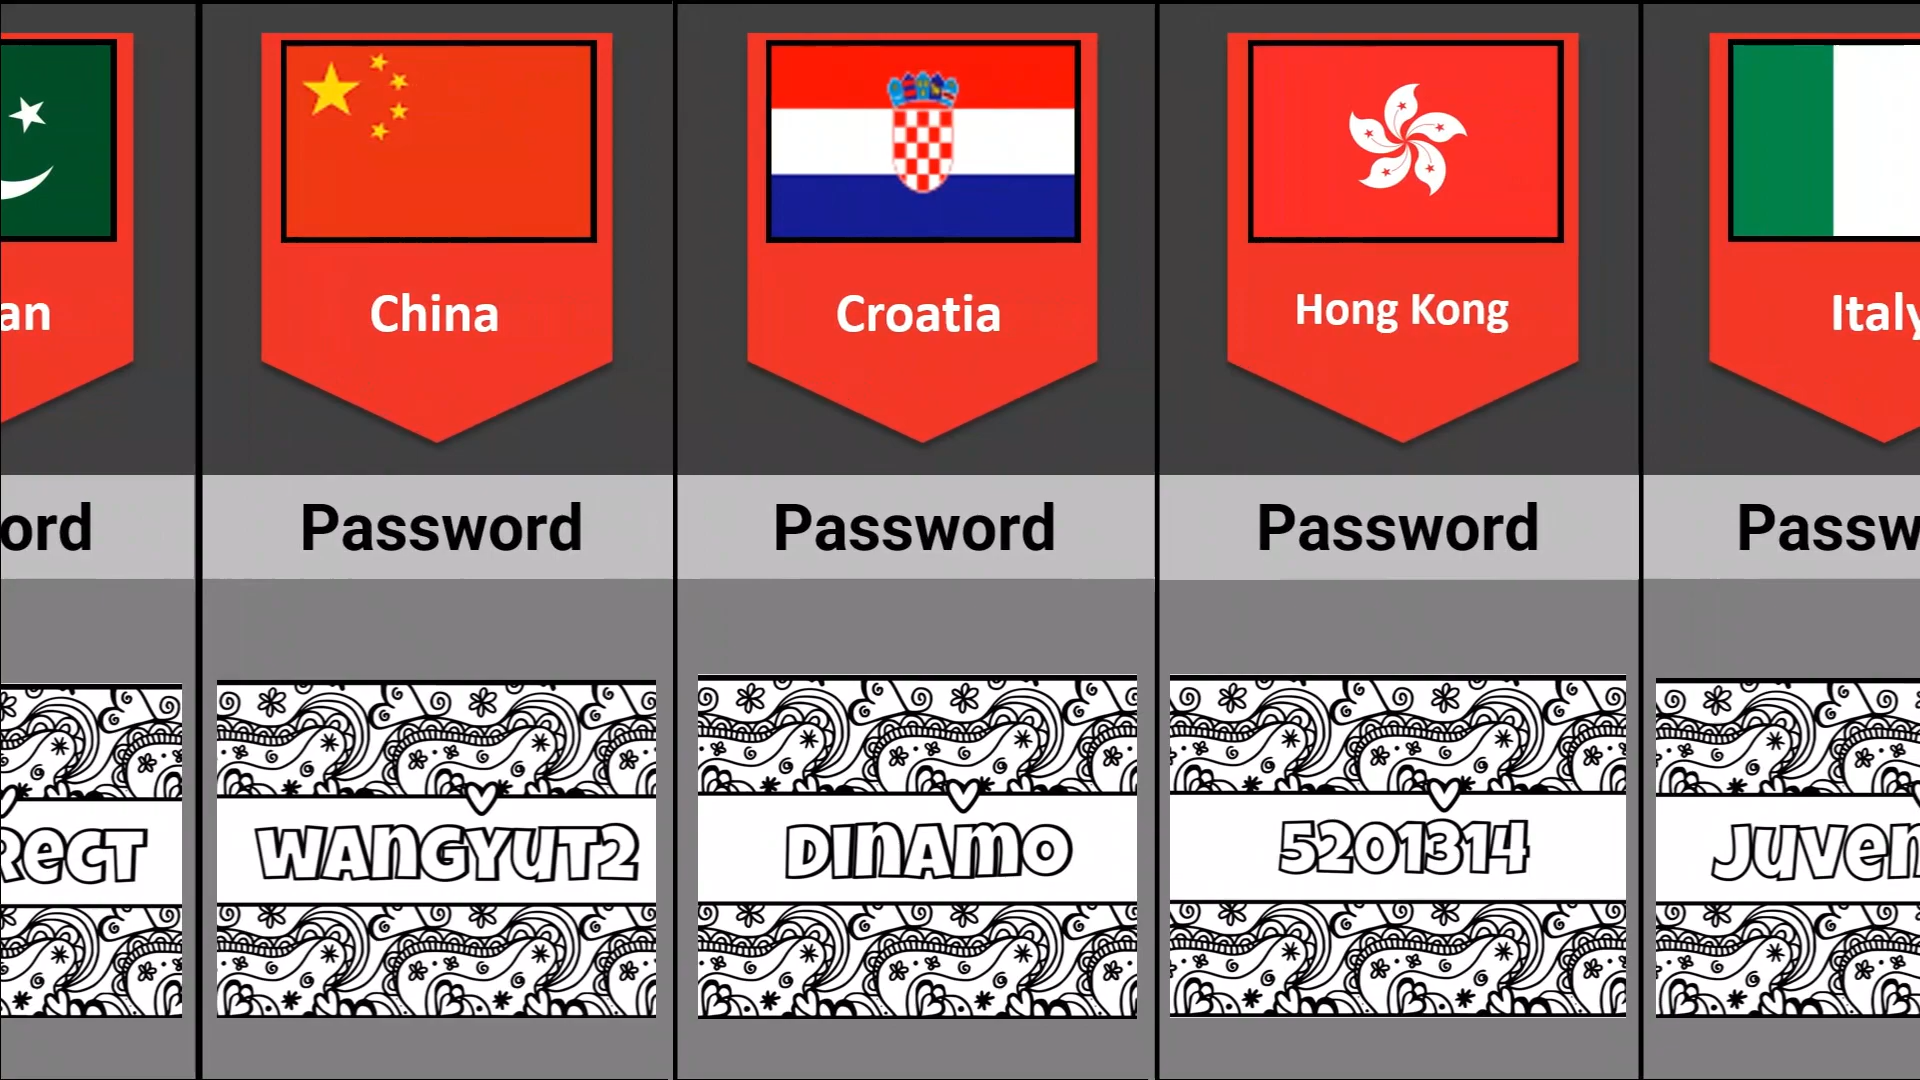 an
China
Croatia
Hong Kong
Italy
ord
Password
Password
Password
Passw
RECT
WANGYUT2
DINAMO
5201314
JUVEN